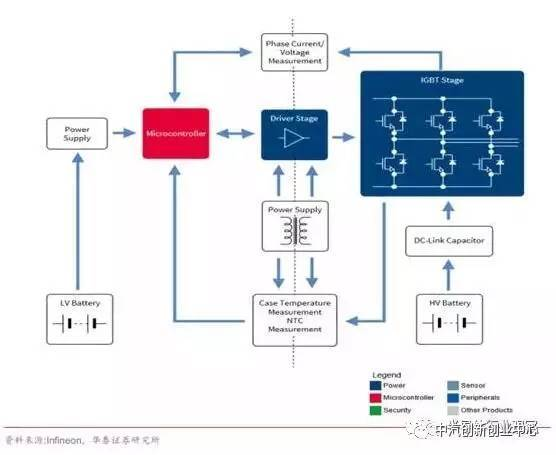 Phase Current/
Voltage
Measurement
IGBT Stage
Power
Supply
Microcontroller
Driver Stage
Power Supply
DC-Link Capacitor
LV Battery
Case Temperature
Measurement
NTC
Measurement
HV Battery
Legend
Power
Microcontroller
Security
Sensor
Peripherals
Other Products
中汽创新创业中心
资料来源:Infineon, 华泰证券研究所